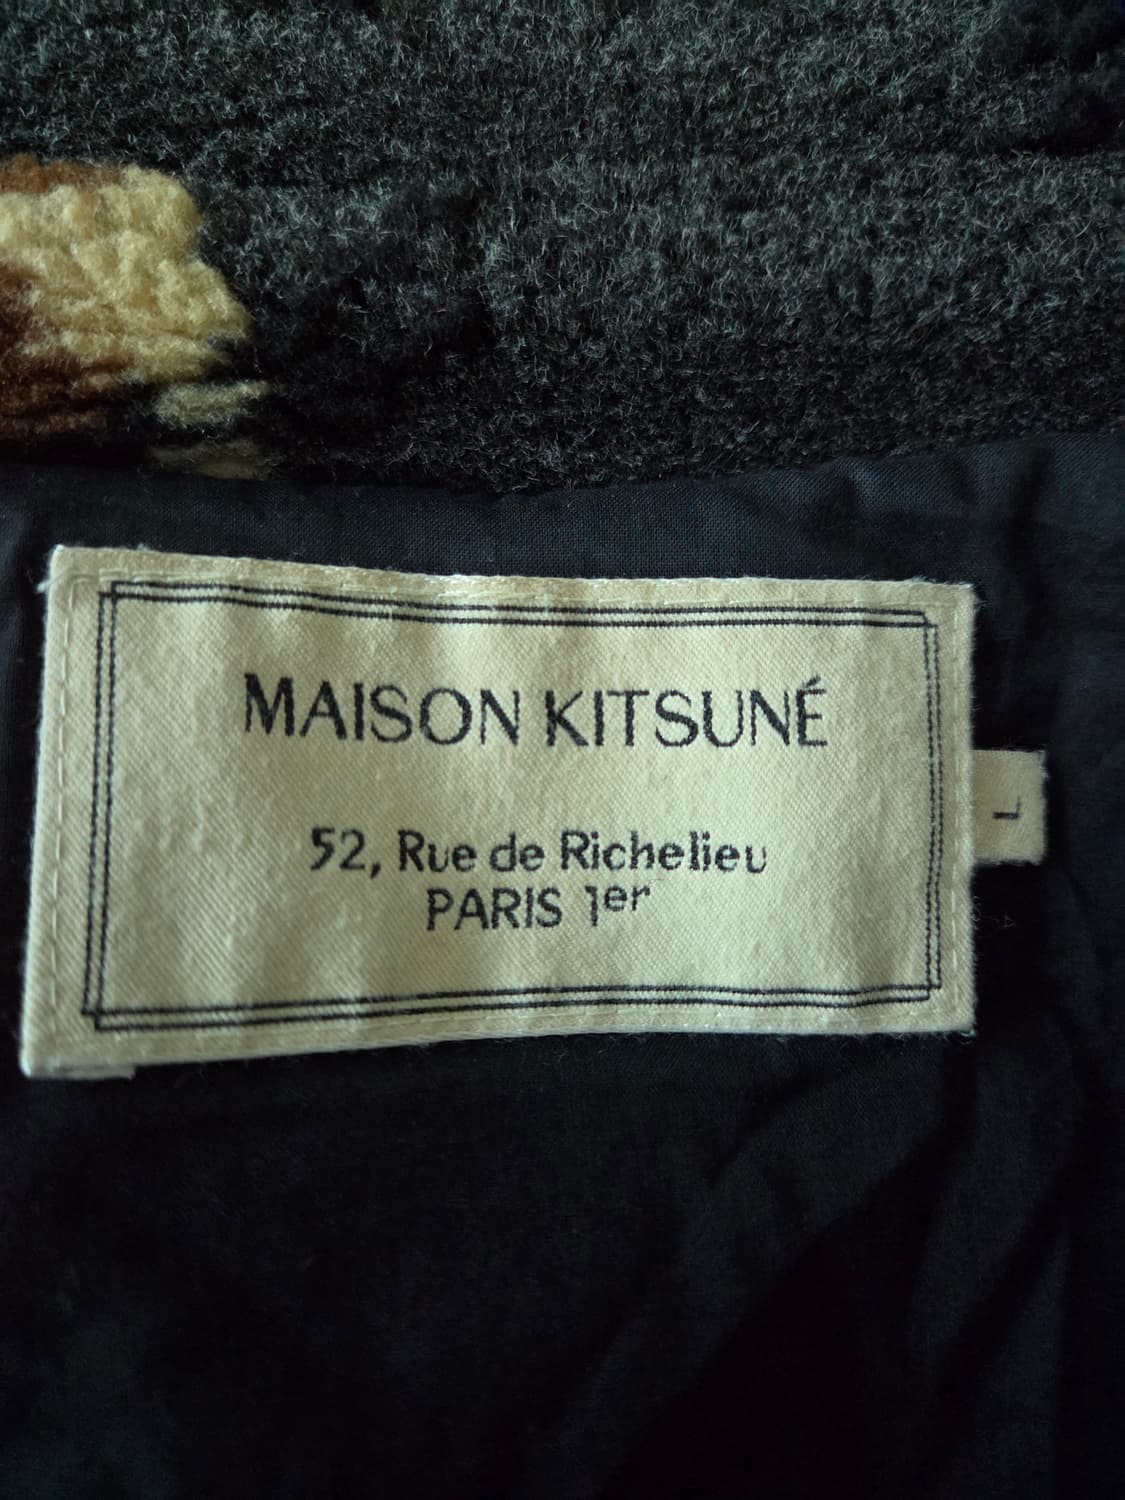 MAISON KITSUNÉ
52, Rue de Richelieu
PARIS 1er
L